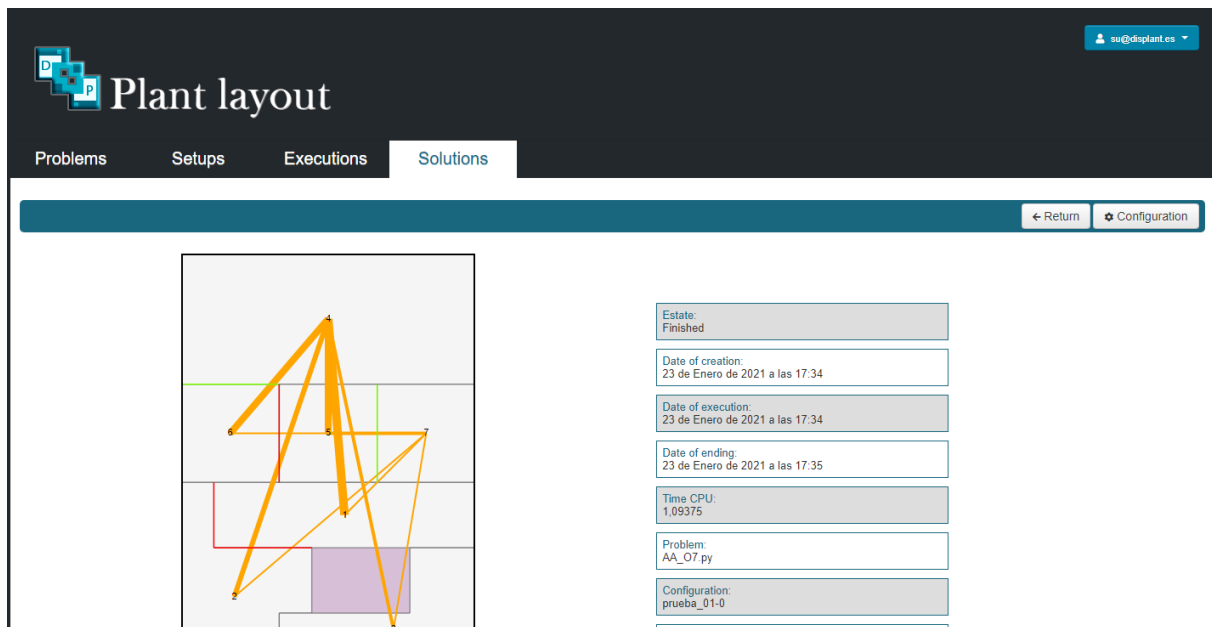 su@displant.es
D
P
Plant layout
Problems Setups Executions Solutions
Return Configuration
4
6 5 7
1
2
Estate:
Finished
Date of creation:
23 de Enero de 2021 a las 17:34
Date of execution:
23 de Enero de 2021 a las 17:34
Date of ending:
23 de Enero de 2021 a las 17:35
Time CPU:
1,09375
Problem:
AA_O7.py
Configuration:
prueba_01-0